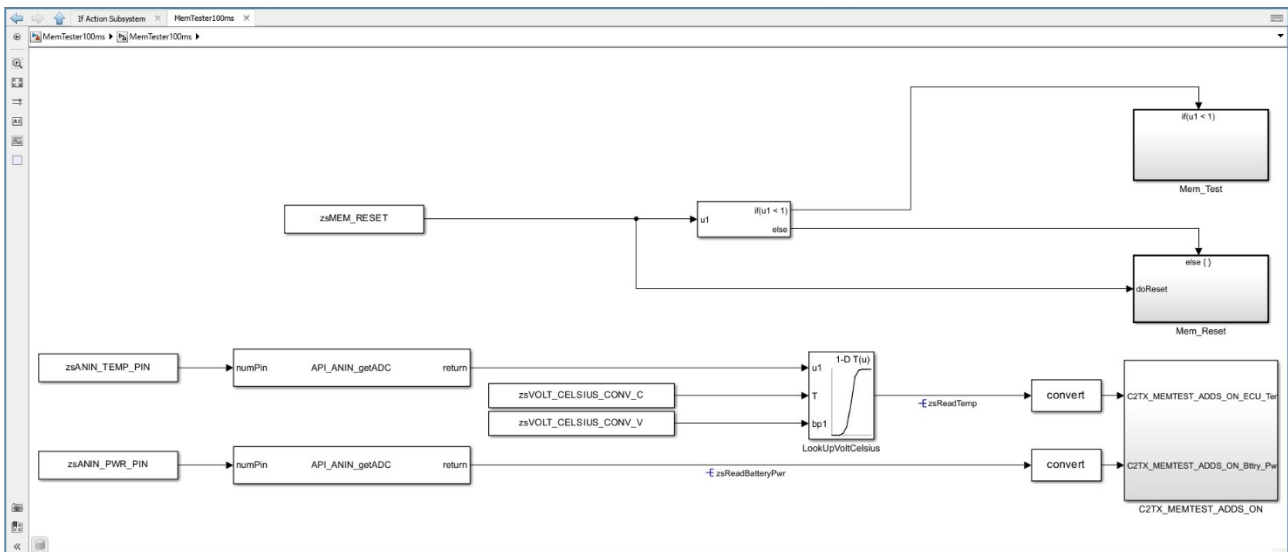 If Action Subsystem
MemTester100ms
MemTester100ms MemTester100ms
if(u1 < 1)
Mem_Test
zsMEM_RESET
u1
if(u1 < 1)
else
else { }
doReset
Mem_Reset
zsANIN_TEMP_PIN
numPin API_ANIN_getADC return
1-D T(u)
u1
T
bp1
LookUpVoltCelsius
zsVOLT_CELSIUS_CONV_C
zsVOLT_CELSIUS_CONV_V
zsReadTemp
convert
C2TX_MEMTEST_ADDS_ON_ECU_Ter
zsANIN_PWR_PIN
numPin API_ANIN_getADC return
zsReadBatteryPwr
convert
C2TX_MEMTEST_ADDS_ON_Bttry_Pw
C2TX_MEMTEST_ADDS_ON